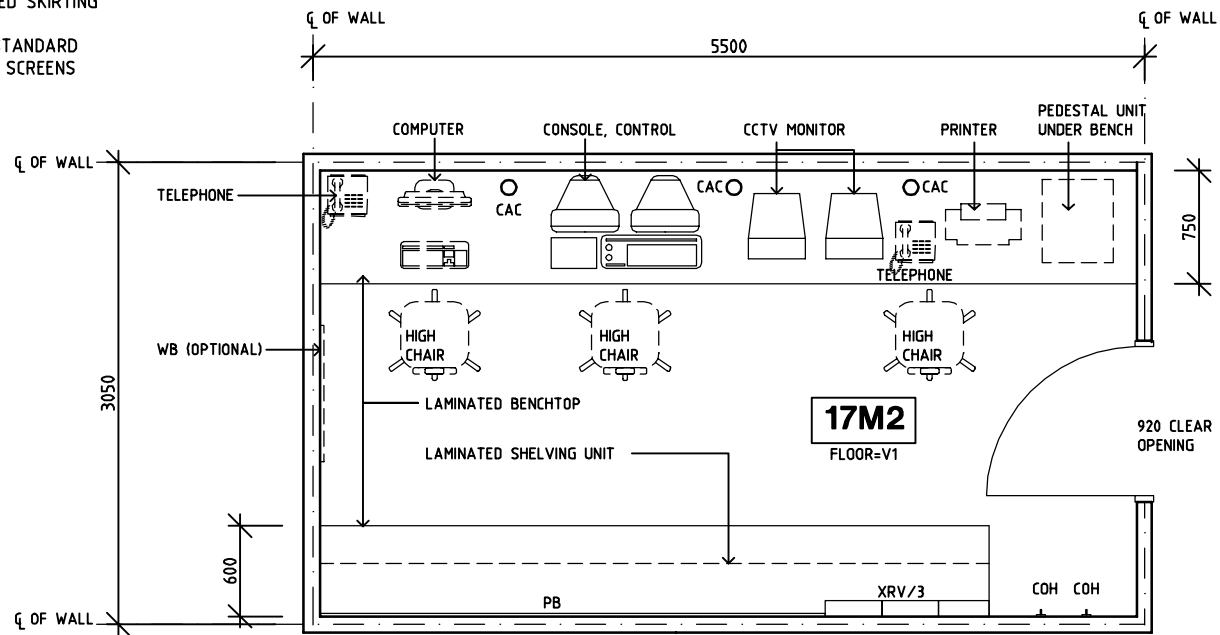 ED SKIRTING
TANDARD
SCREENS
℄ OF WALL
℄ OF WALL
5500
COMPUTER
CONSOLE, CONTROL
CCTV MONITOR
PRINTER
PEDESTAL UNIT
UNDER BENCH
℄ OF WALL
TELEPHONE
CAC
CAC
CAC
TELEPHONE
750
HIGH
CHAIR
HIGH
CHAIR
HIGH
CHAIR
WB (OPTIONAL)
3050
LAMINATED BENCHTOP
17M2
FLOOR=V1
920 CLEAR
OPENING
LAMINATED SHELVING UNIT
600
PB
XRV/3
COH
COH
℄ OF WALL